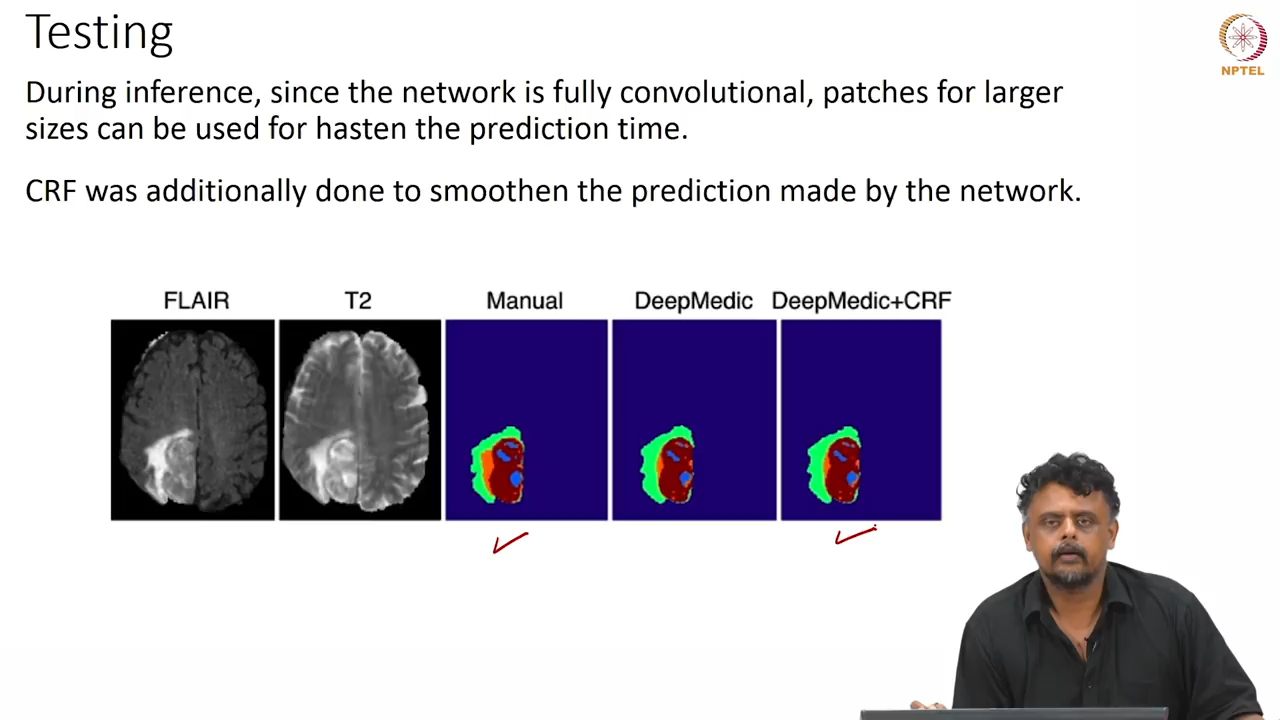 Testing
NPTEL
During inference, since the network is fully convolutional, patches for larger
sizes can be used for hasten the prediction time.
CRF was additionally done to smoothen the prediction made by the network.
FLAIR T2 Manual DeepMedic DeepMedic+CRF